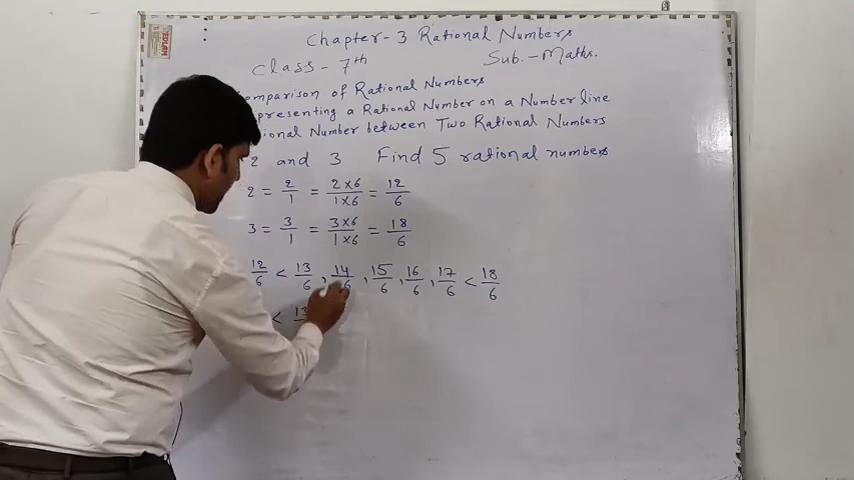 Chapter-3 Rational Numbers
Class-7th Sub.-Maths.
omparison of Rational Numbers
presenting a Rational Number on a Number line
ional Number between Two Rational Numbers
2 and 3 Find 5 rational numbers
2 = 2/1 = 2×6/1×6 = 12/6
3 = 3/1 = 3×6/1×6 = 18/6
12/6 < 13/6, 14/6, 15/6, 16/6, 17/6 < 18/6
< 13